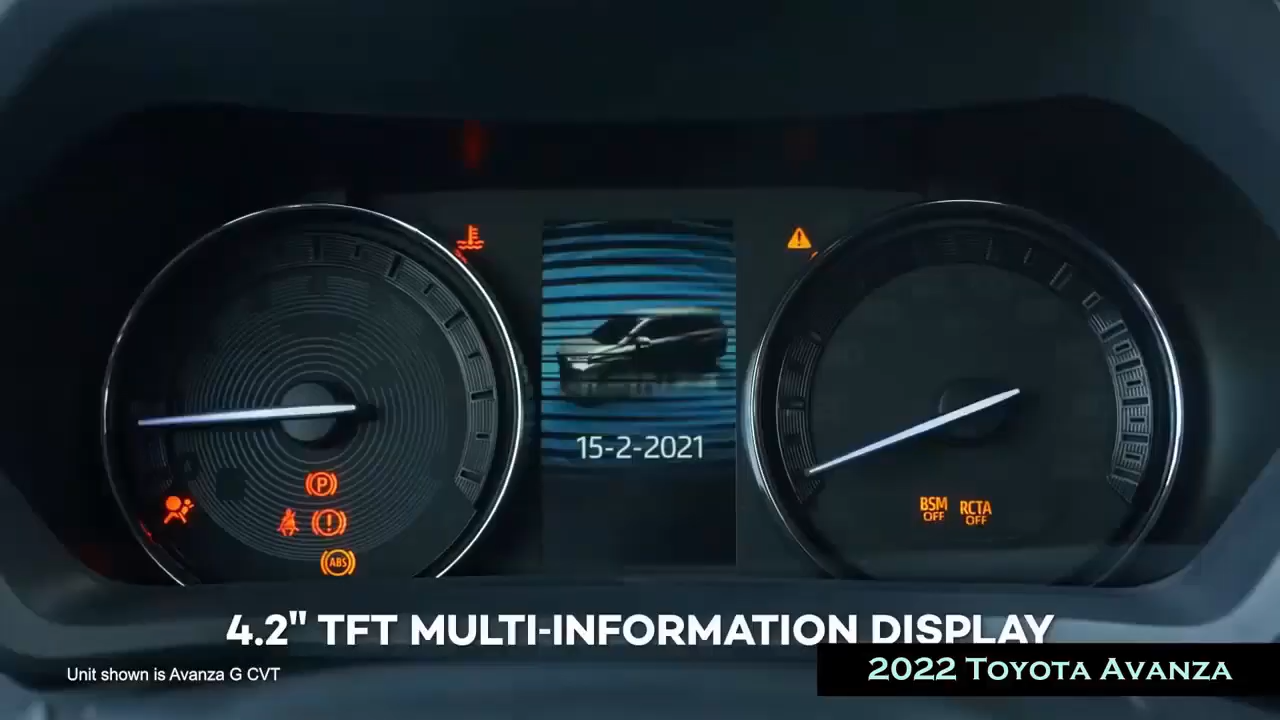 15-2-2021
P
!
ABS
BSM
OFF
RCTA
OFF
4.2" TFT MULTI-INFORMATION DISPLAY
2022 Toyota Avanza
Unit shown is Avanza G CVT